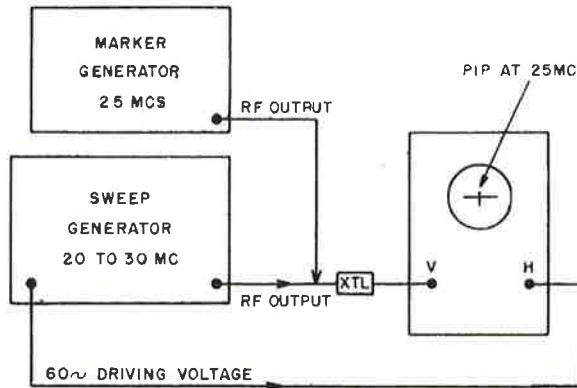 MARKER
GENERATOR
25 MCS
RF OUTPUT
PIP AT 25MC
SWEEP
GENERATOR
20 TO 30 MC
RF OUTPUT
XTL
V
H
60~ DRIVING VOLTAGE